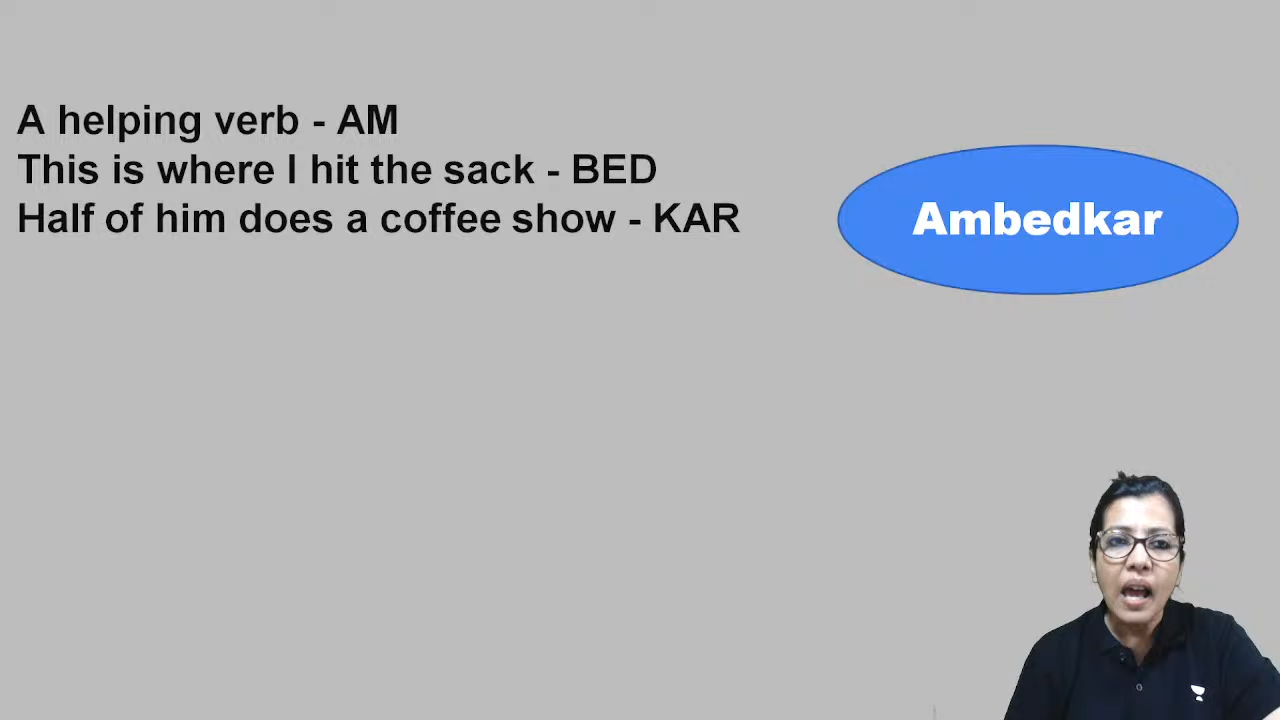 A helping verb - AM
This is where I hit the sack - BED
Half of him does a coffee show - KAR
Ambedkar